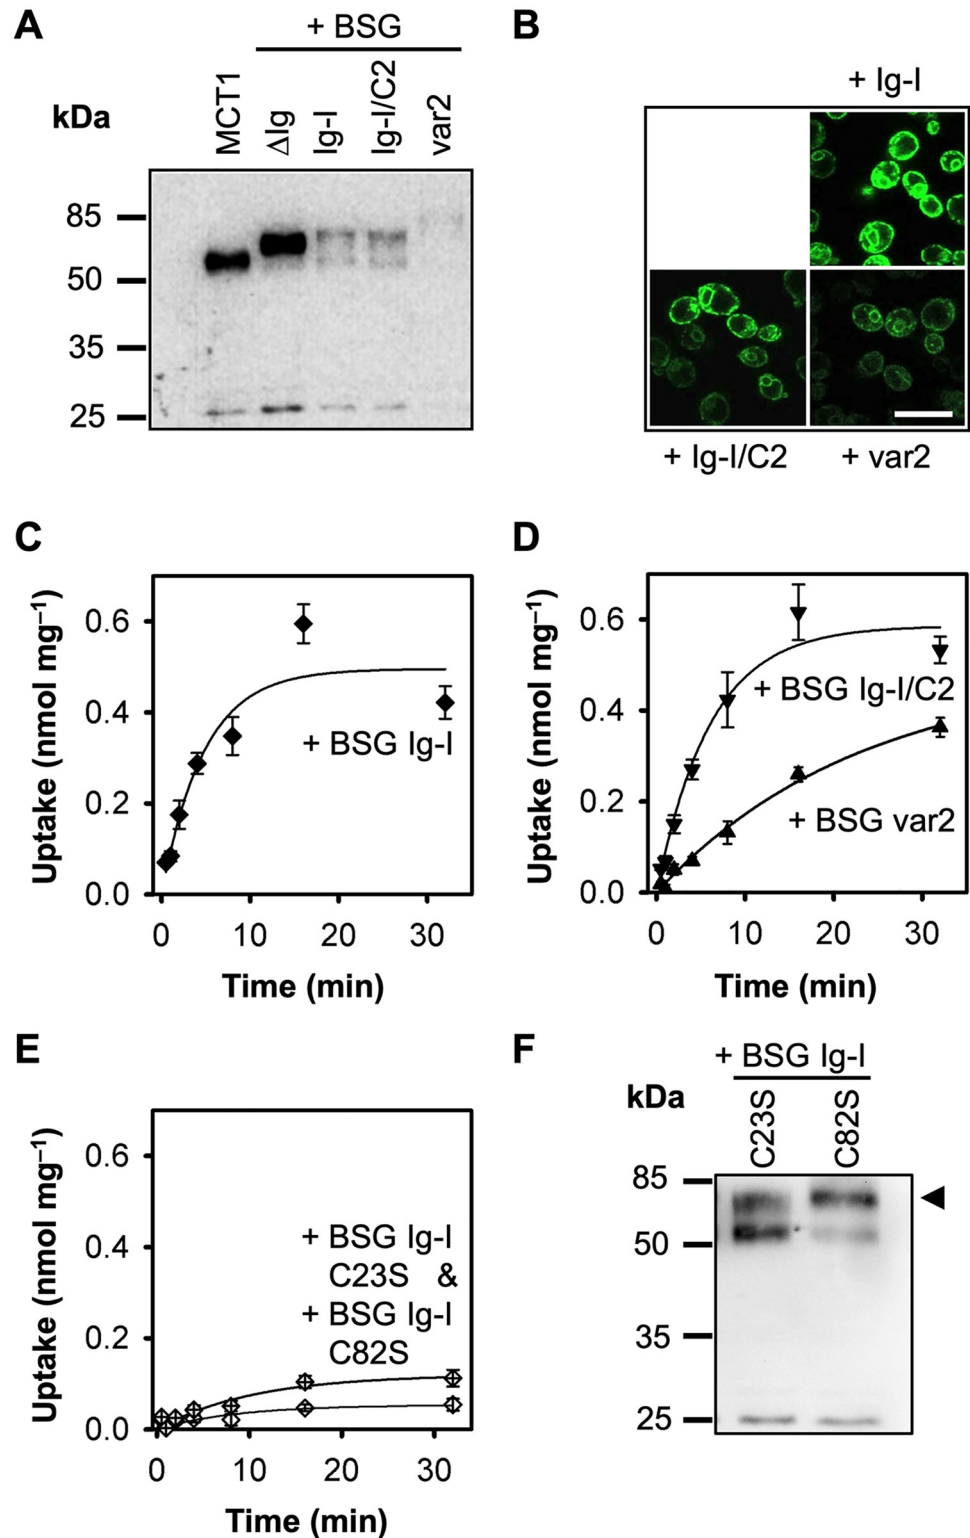 A
+ BSG
kDa
MCT1
ΔIg
Ig-I
Ig-I/C2
var2
85
50
35
25
B
+ Ig-I
+ Ig-I/C2
+ var2
C
Uptake (nmol mg⁻¹)
0.6
0.4
0.2
0.0
+ BSG Ig-I
0 10 20 30
Time (min)
D
Uptake (nmol mg⁻¹)
0.6
0.4
0.2
0.0
+ BSG Ig-I/C2
+ BSG var2
0 10 20 30
Time (min)
E
Uptake (nmol mg⁻¹)
0.6
0.4
0.2
0.0
+ BSG Ig-I
C23S &
+ BSG Ig-I
C82S
0 10 20 30
Time (min)
F
+ BSG Ig-I
kDa
C23S
C82S
85
50
35
25